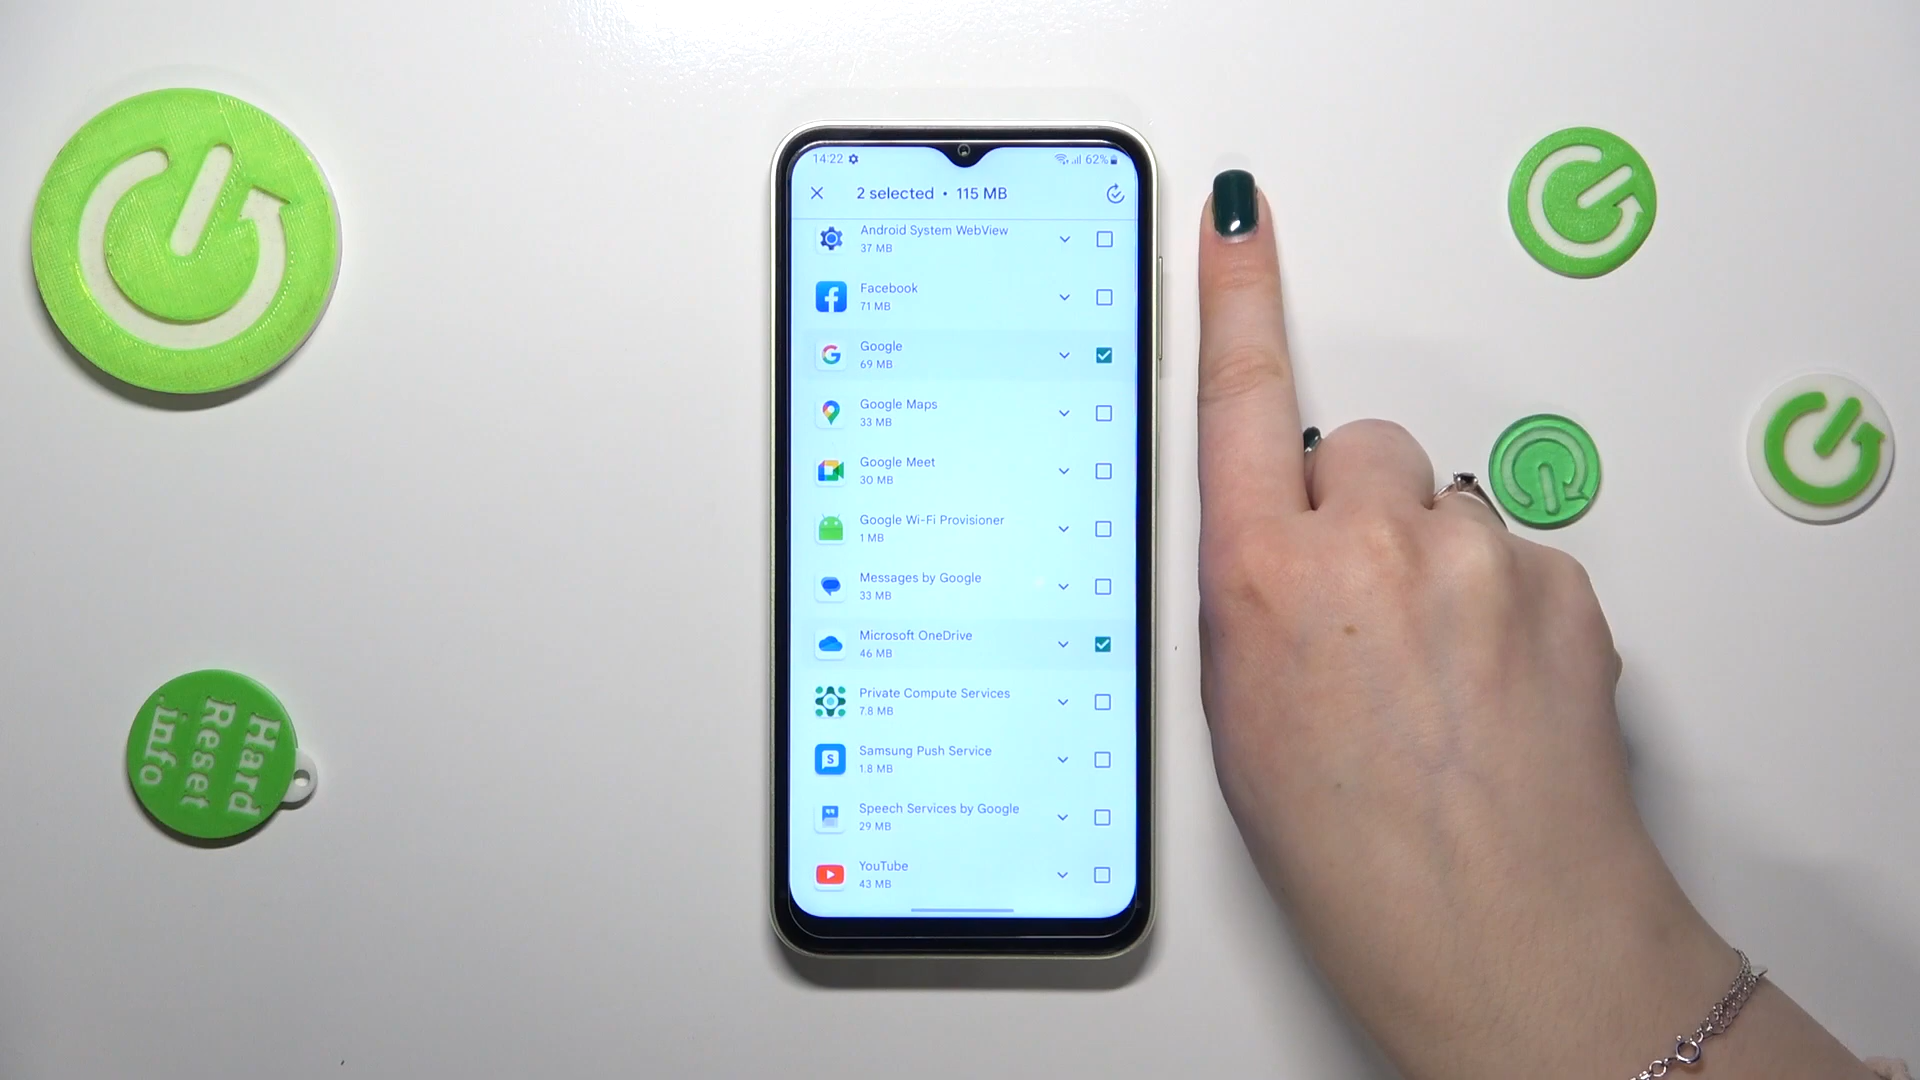 14:22
62%
2 selected • 115 MB
Android System WebView
37 MB
Facebook
71 MB
Google
69 MB
Google Maps
33 MB
Google Meet
30 MB
Google Wi-Fi Provisioner
1 MB
Messages by Google
33 MB
Microsoft OneDrive
46 MB
Private Compute Services
7.8 MB
Samsung Push Service
1.8 MB
Speech Services by Google
29 MB
YouTube
43 MB
Hard
Reset
.info